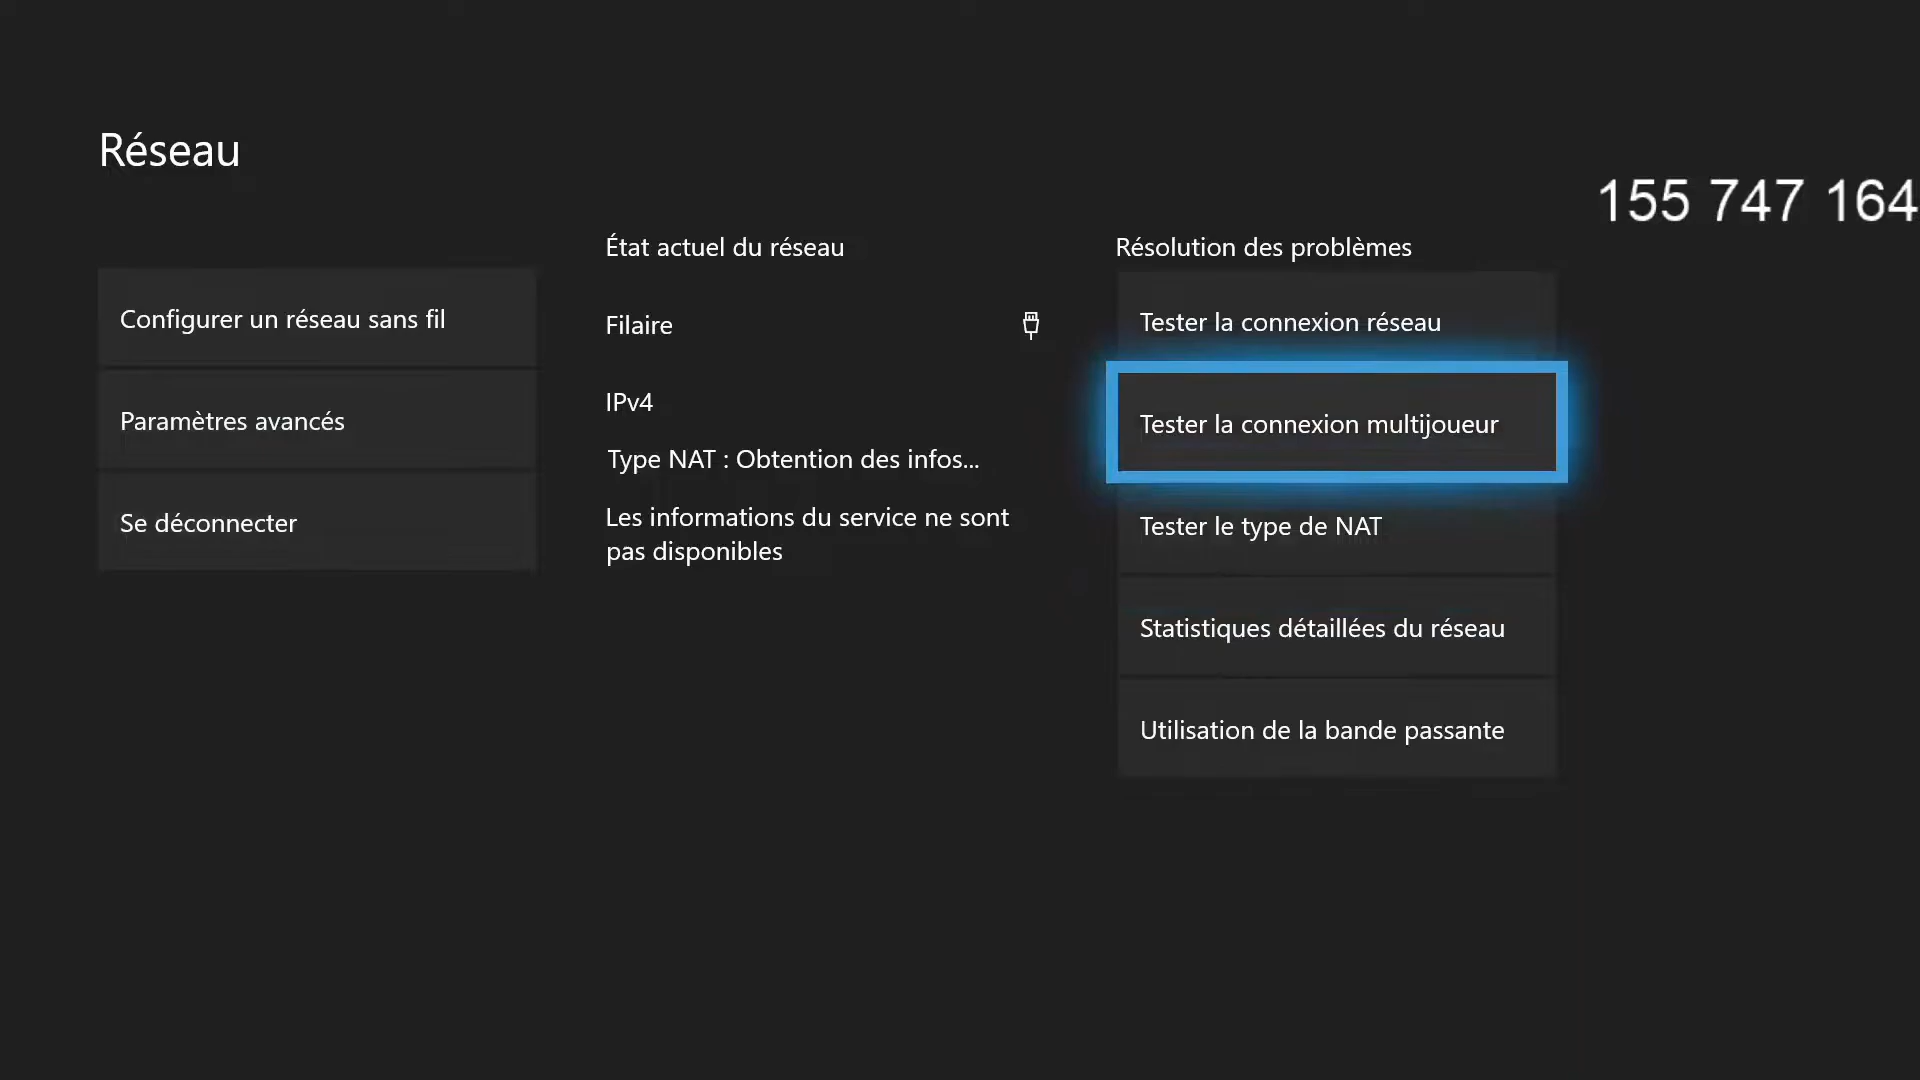 Réseau
155 747 164
Configurer un réseau sans fil
Paramètres avancés
Se déconnecter
État actuel du réseau
Filaire
IPv4
Type NAT : Obtention des infos...
Les informations du service ne sont
pas disponibles
Résolution des problèmes
Tester la connexion réseau
Tester la connexion multijoueur
Tester le type de NAT
Statistiques détaillées du réseau
Utilisation de la bande passante